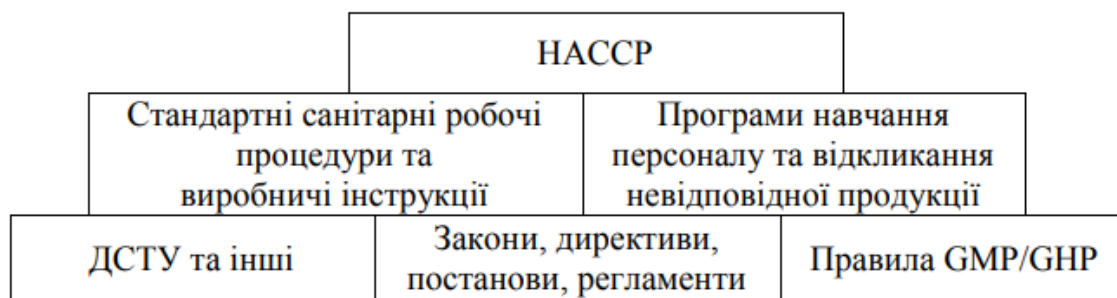 НАССР
Стандартні санітарні робочі
процедури та
виробничі інструкції
Програми навчання
персоналу та відкликання
невідповідної продукції
ДСТУ та інші
Закони, директиви,
постанови, регламенти
Правила GMP/GHP